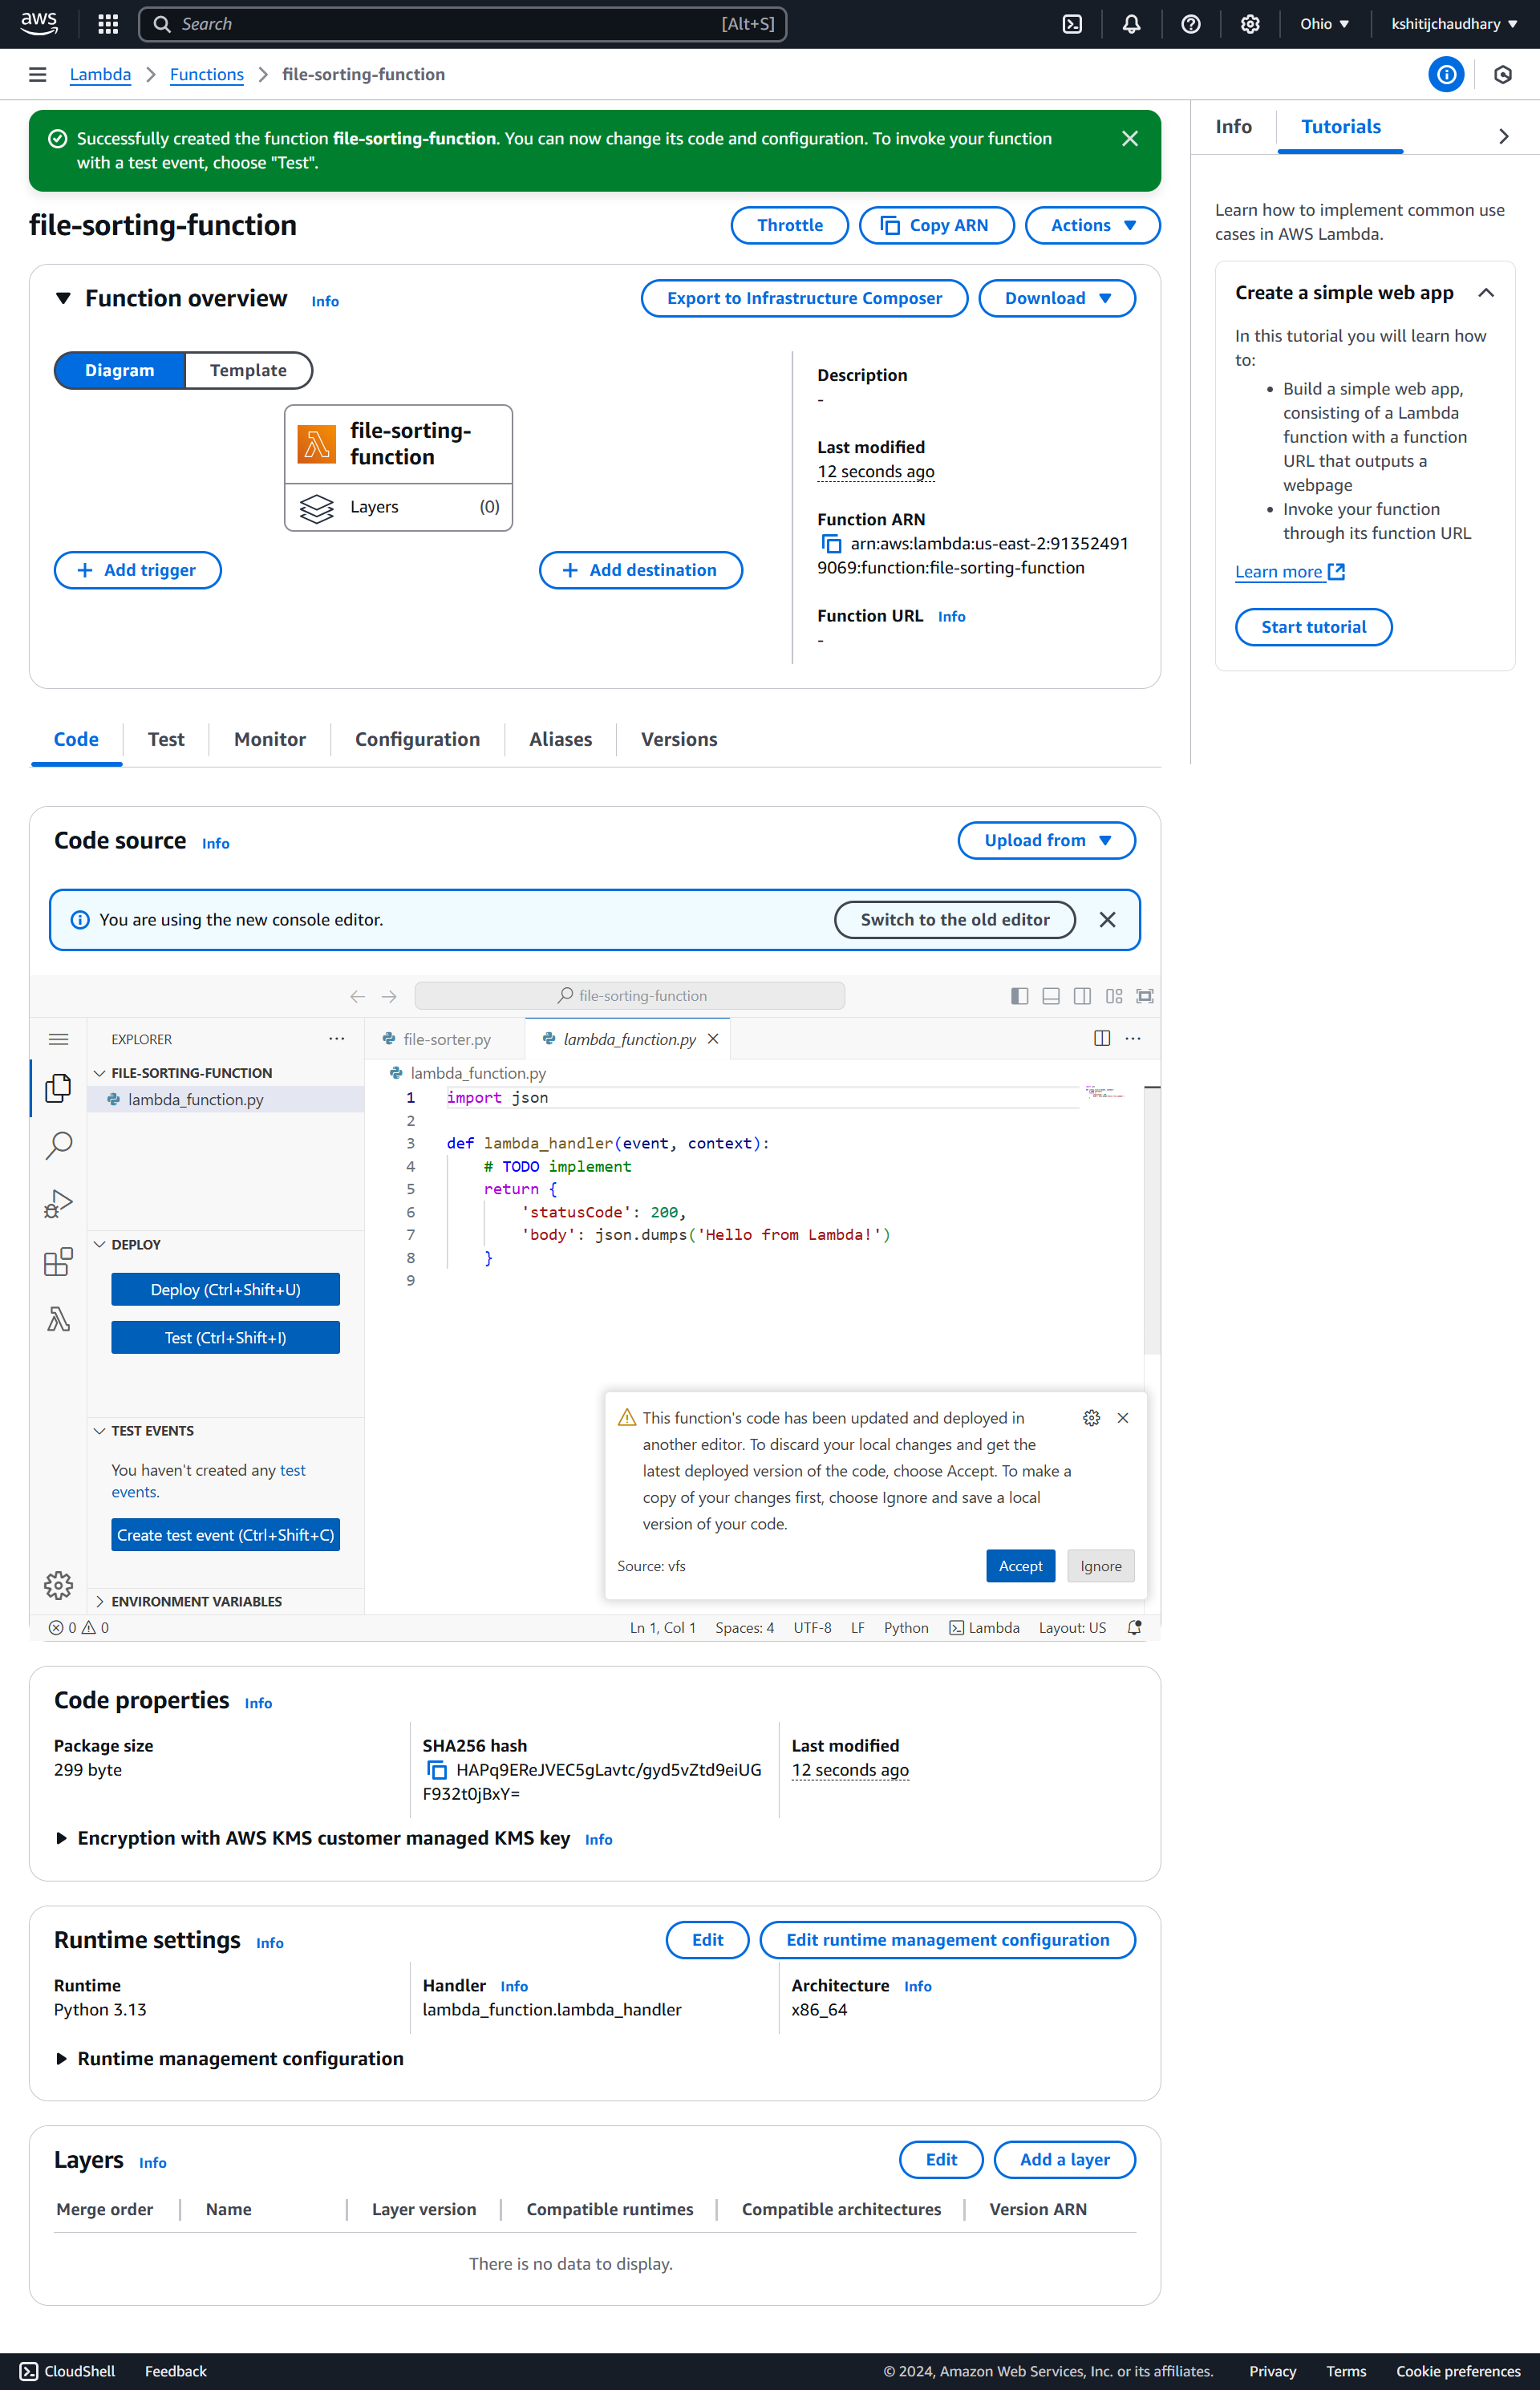 aws
Search [Alt+S] Ohio kshitijchaudhary
Lambda Functions file-sorting-function
Successfully created the function file-sorting-function. You can now change its code and configuration. To invoke your function
with a test event, choose "Test".
Info Tutorials
Learn how to implement common use
cases in AWS Lambda.
Create a simple web app
In this tutorial you will learn how
to:
• Build a simple web app,
consisting of a Lambda
function with a function
URL that outputs a
webpage
• Invoke your function
through its function URL
Learn more
Start tutorial
file-sorting-function
Throttle Copy ARN Actions
Function overview Info
Export to Infrastructure Composer Download
Diagram Template
file-sorting-
function
Layers (0)
Add trigger Add destination
Description
-
Last modified
12 seconds ago
Function ARN
arn:aws:lambda:us-east-2:91352491
9069:function:file-sorting-function
Function URL Info
-
Code Test Monitor Configuration Aliases Versions
Code source Info Upload from
You are using the new console editor. Switch to the old editor
file-sorting-function
EXPLORER
FILE-SORTING-FUNCTION
lambda_function.py
DEPLOY
Deploy (Ctrl+Shift+U)
Test (Ctrl+Shift+I)
TEST EVENTS
You haven't created any test
events.
Create test event (Ctrl+Shift+C)
ENVIRONMENT VARIABLES
file-sorter.py lambda_function.py
lambda_function.py
1 import json
2
3 def lambda_handler(event, context):
4 # TODO implement
5 return {
6 'statusCode': 200,
7 'body': json.dumps('Hello from Lambda!')
8 }
9
This function's code has been updated and deployed in
another editor. To discard your local changes and get the
latest deployed version of the code, choose Accept. To make a
copy of your changes first, choose Ignore and save a local
version of your code.
Source: vfs Accept Ignore
0 0 Ln 1, Col 1 Spaces: 4 UTF-8 LF Python Lambda Layout: US
Code properties Info
Package size
299 byte
SHA256 hash
HAPq9EReJVEC5gLavtc/gyd5vZtd9eiUG
F932t0jBxY=
Last modified
12 seconds ago
Encryption with AWS KMS customer managed KMS key Info
Runtime settings Info Edit Edit runtime management configuration
Runtime
Python 3.13
Handler Info
lambda_function.lambda_handler
Architecture Info
x86_64
Runtime management configuration
Layers Info Edit Add a layer
Merge order Name Layer version Compatible runtimes Compatible architectures Version ARN
There is no data to display.
CloudShell Feedback © 2024, Amazon Web Services, Inc. or its affiliates. Privacy Terms Cookie preferences